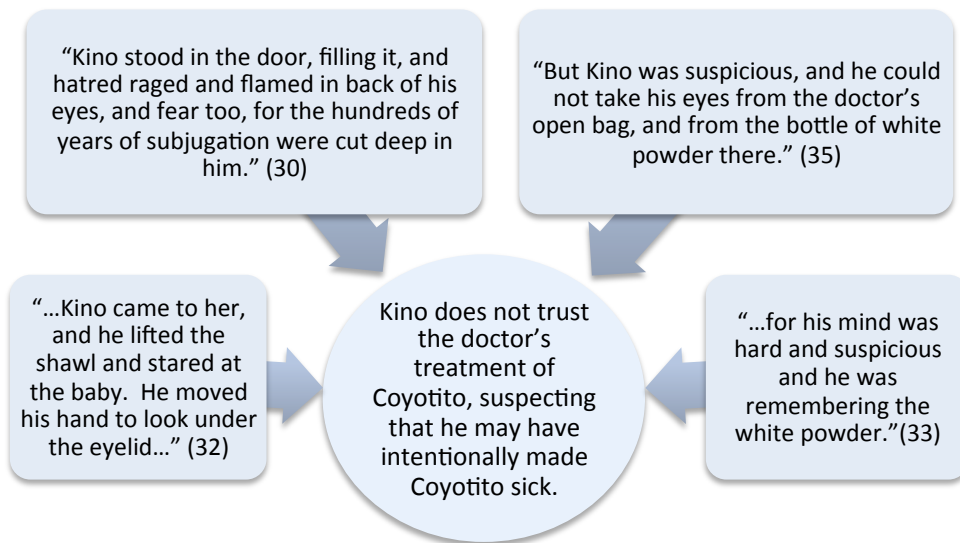 “Kino stood in the door, filling it, and
hatred raged and flamed in back of his
eyes, and fear too, for the hundreds of
years of subjugation were cut deep in
him.” (30)
“But Kino was suspicious, and he could
not take his eyes from the doctor’s
open bag, and from the bottle of white
powder there.” (35)
“…Kino came to her,
and he lifted the
shawl and stared at
the baby.  He moved
his hand to look under
the eyelid…” (32)
Kino does not trust
the doctor’s
treatment of
Coyotito, suspecting
that he may have
intentionally made
Coyotito sick.
“…for his mind was
hard and suspicious
and he was
remembering the
white powder.”(33)